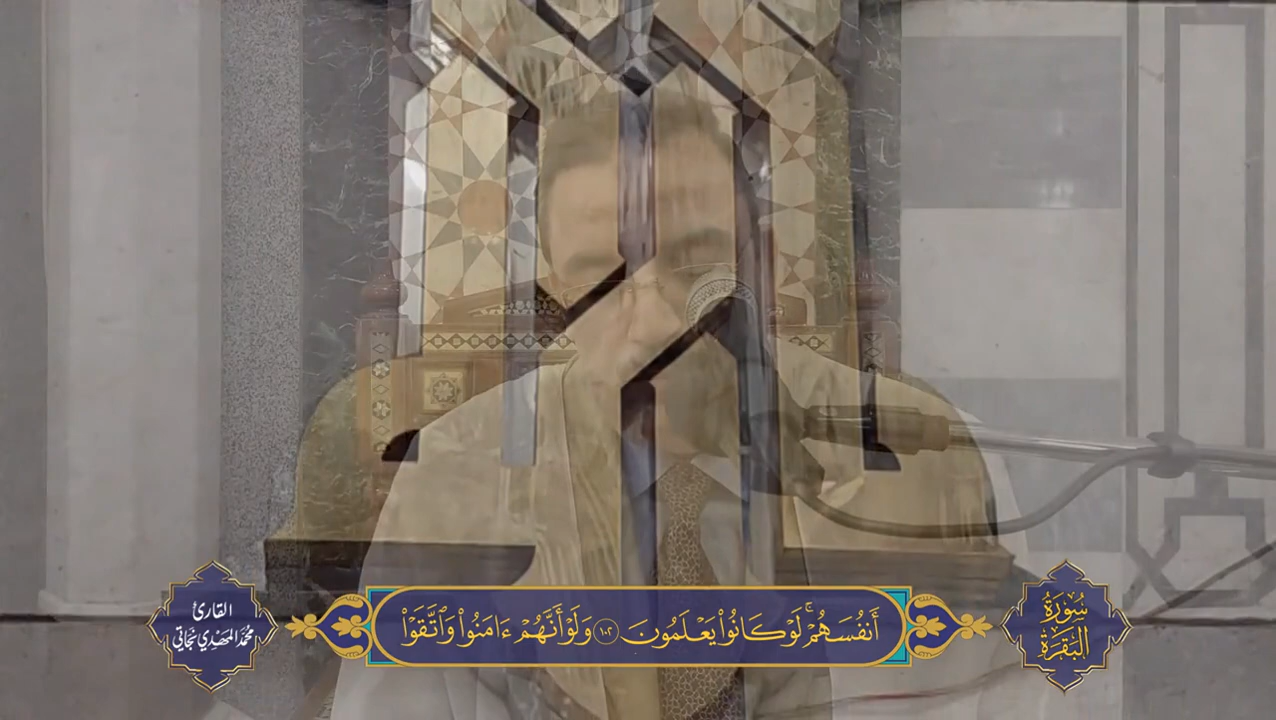 سُورَةُ
البَقَرَةِ
أَنفُسَهُمْۚ لَوْ كَانُوا۟ يَعْلَمُونَ ١٠٢ وَلَوْ أَنَّهُمْ ءَامَنُوا۟ وَٱتَّقَوْا۟
القارئ
محمد المهدي نجاتي